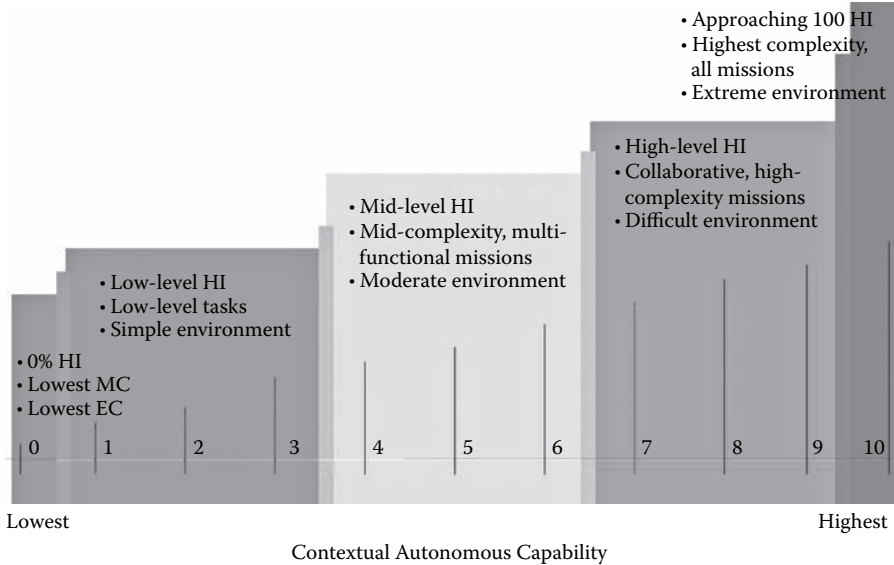 • Approaching 100 HI
• Highest complexity,
all missions
• Extreme environment
• High-level HI
• Collaborative, high-
complexity missions
• Difficult environment
• Mid-level HI
• Mid-complexity, multi-
functional missions
• Moderate environment
• Low-level HI
• Low-level tasks
• Simple environment
• 0% HI
• Lowest MC
• Lowest EC
0 1 2 3 4 5 6 7 8 9 10
Lowest Highest
Contextual Autonomous Capability